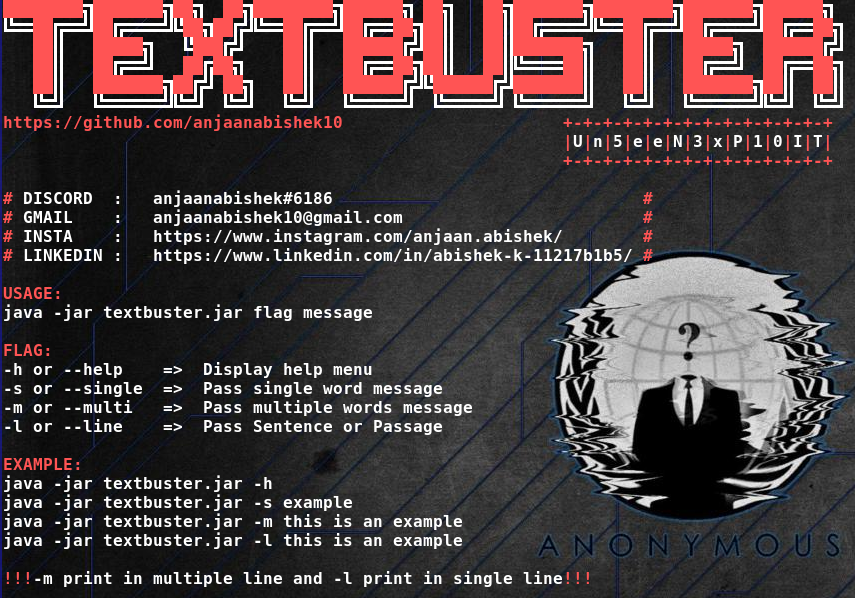 TEXTBUSTER
https://github.com/anjaanabishek10
+-+-+-+-+-+-+-+-+-+-+-+-+-+
|U|n|5|e|e|N|3|x|P|1|0|I|T|
+-+-+-+-+-+-+-+-+-+-+-+-+-+
# DISCORD  :   anjaanabishek#6186                               #
# GMAIL    :   anjaanabishek10@gmail.com                        #
# INSTA    :   https://www.instagram.com/anjaan.abishek/        #
# LINKEDIN :   https://www.linkedin.com/in/abishek-k-11217b1b5/ #
USAGE:
java -jar textbuster.jar flag message
FLAG:
-h or --help    =>  Display help menu
-s or --single  =>  Pass single word message
-m or --multi   =>  Pass multiple words message
-l or --line    =>  Pass Sentence or Passage
EXAMPLE:
java -jar textbuster.jar -h
java -jar textbuster.jar -s example
java -jar textbuster.jar -m this is an example
java -jar textbuster.jar -l this is an example
!!!-m print in multiple line and -l print in single line!!!
?
ANONYMOUS